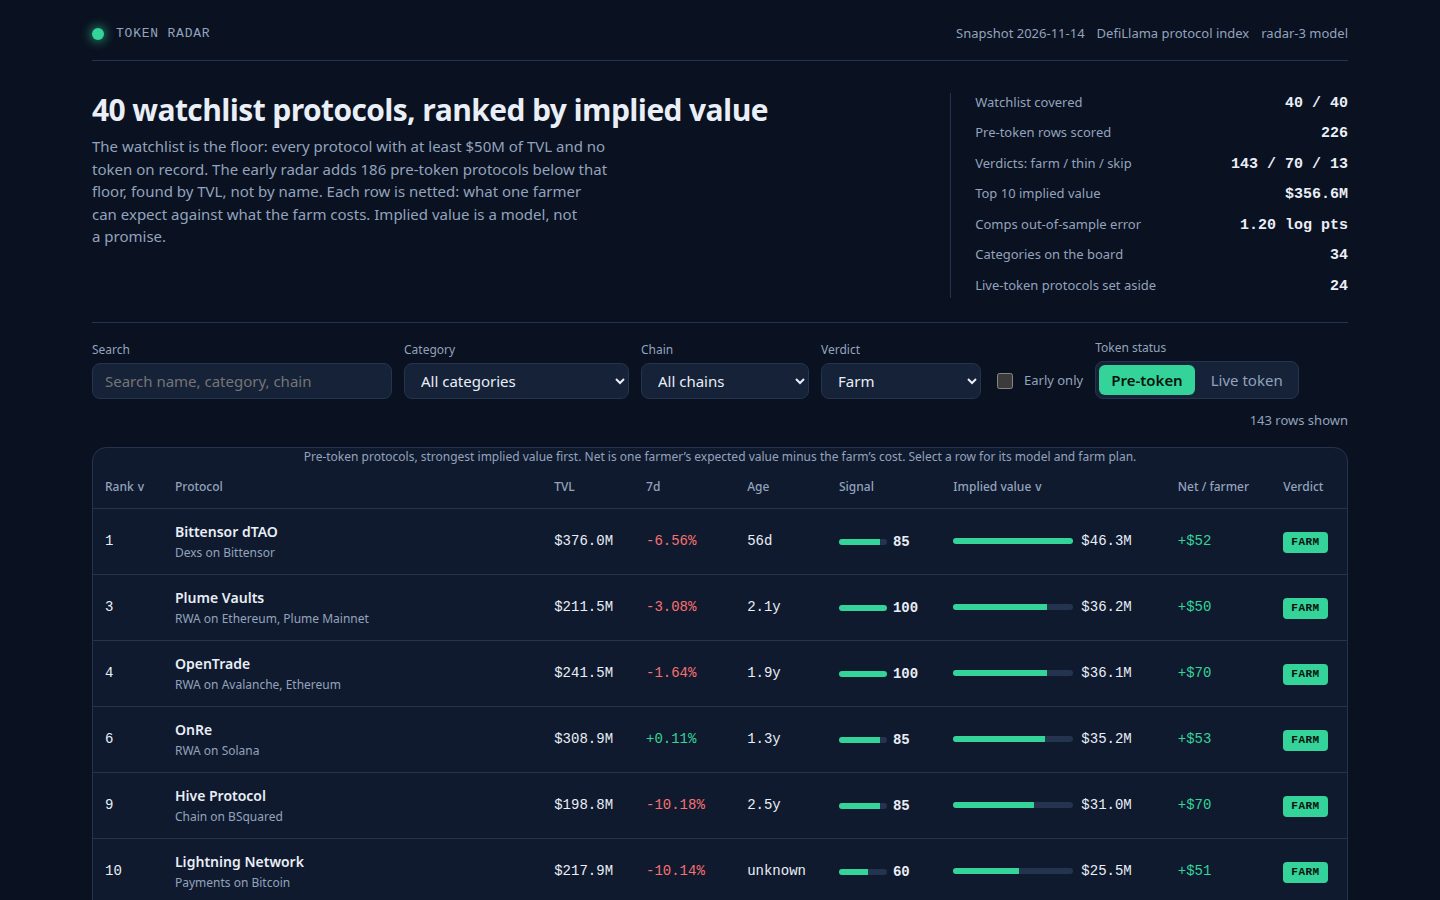 TOKEN RADAR
Snapshot 2026-11-14 DefiLlama protocol index radar-3 model
40 watchlist protocols, ranked by implied value
The watchlist is the floor: every protocol with at least $50M of TVL and no
token on record. The early radar adds 186 pre-token protocols below that
floor, found by TVL, not by name. Each row is netted: what one farmer
can expect against what the farm costs. Implied value is a model, not
a promise.
Watchlist covered 40 / 40
Pre-token rows scored 226
Verdicts: farm / thin / skip 143 / 70 / 13
Top 10 implied value $356.6M
Comps out-of-sample error 1.20 log pts
Categories on the board 34
Live-token protocols set aside 24
Search Category Chain Verdict Token status
Search name, category, chain All categories All chains Farm Early only Pre-token Live token
143 rows shown
Pre-token protocols, strongest implied value first. Net is one farmer's expected value minus the farm's cost. Select a row for its model and farm plan.
Rank v Protocol TVL 7d Age Signal Implied value v Net / farmer Verdict
1 Bittensor dTAO $376.0M -6.56% 56d 85 $46.3M +$52 FARM
Dexs on Bittensor
3 Plume Vaults $211.5M -3.08% 2.1y 100 $36.2M +$50 FARM
RWA on Ethereum, Plume Mainnet
4 OpenTrade $241.5M -1.64% 1.9y 100 $36.1M +$70 FARM
RWA on Avalanche, Ethereum
6 OnRe $308.9M +0.11% 1.3y 85 $35.2M +$53 FARM
RWA on Solana
9 Hive Protocol $198.8M -10.18% 2.5y 85 $31.0M +$70 FARM
Chain on BSquared
10 Lightning Network $217.9M -10.14% unknown 60 $25.5M +$51 FARM
Payments on Bitcoin